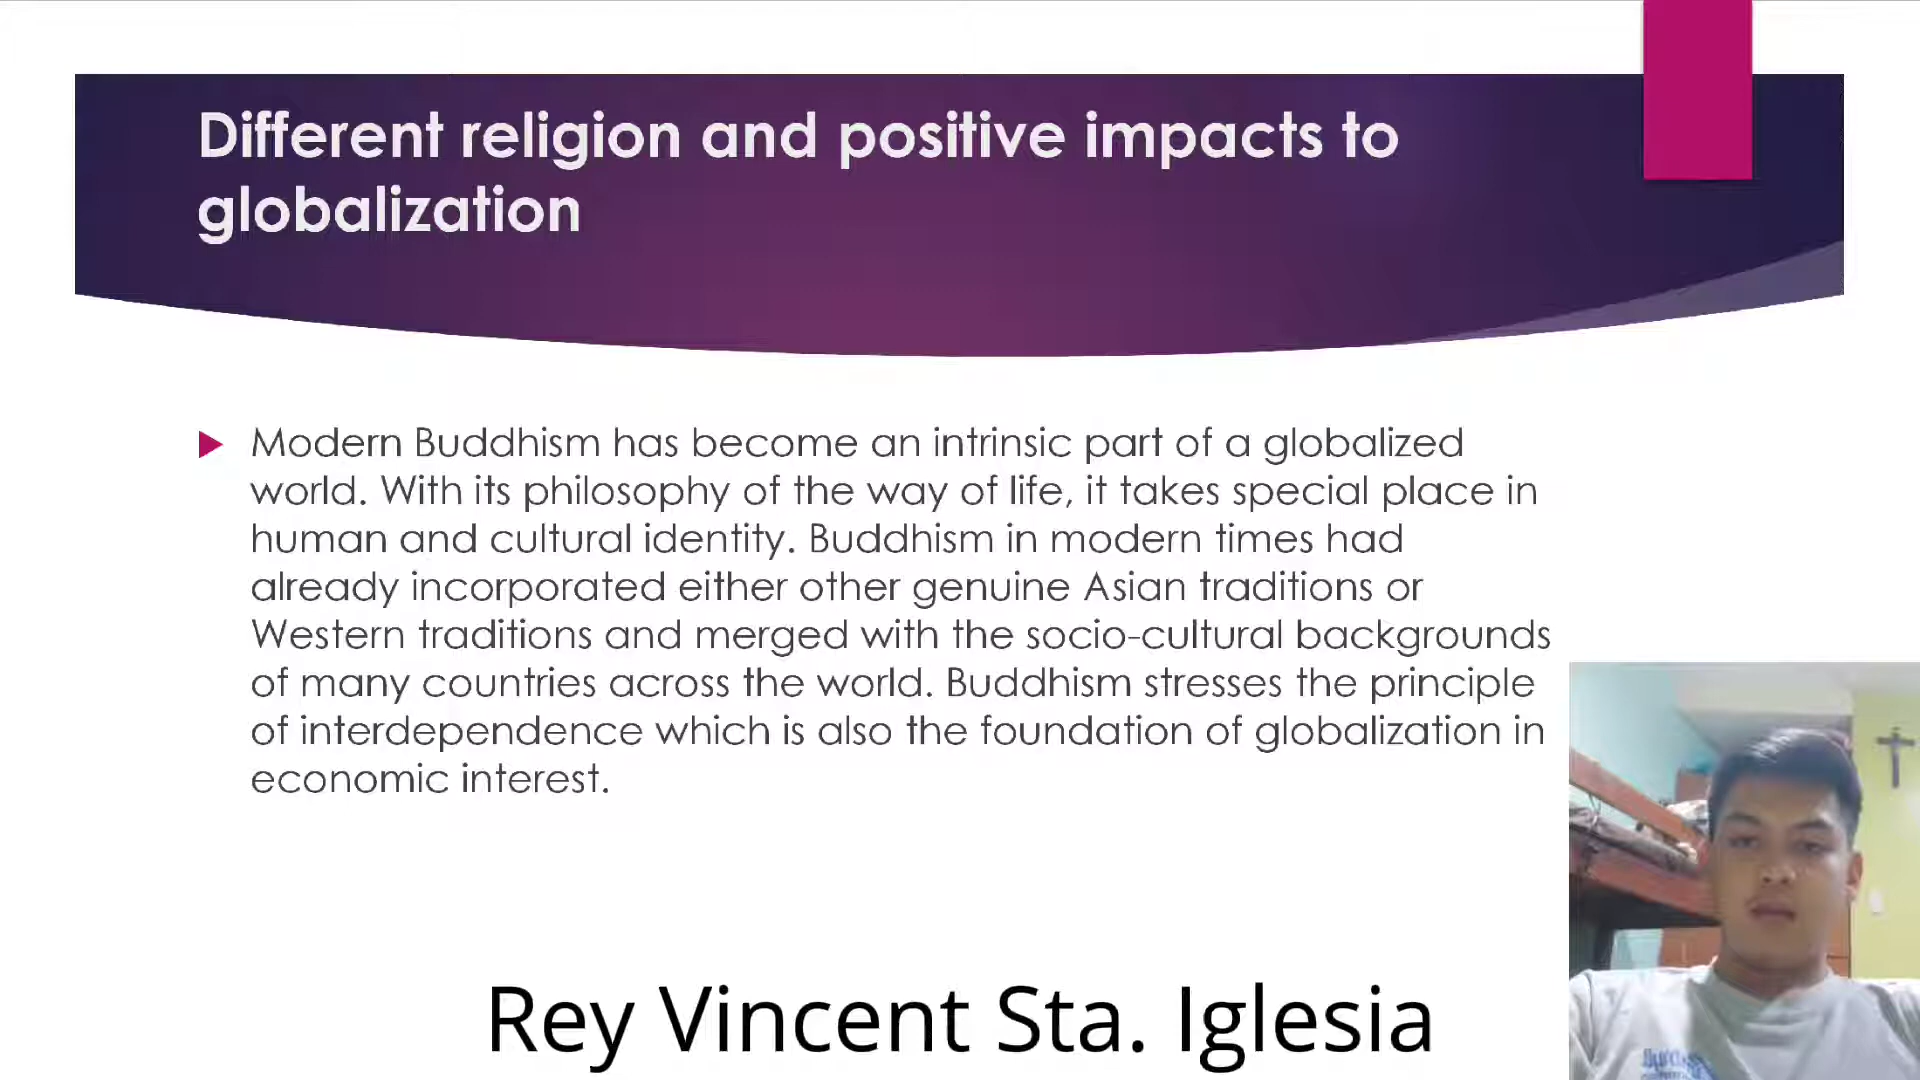 Different religion and positive impacts to
globalization
Modern Buddhism has become an intrinsic part of a globalized
world. With its philosophy of the way of life, it takes special place in
human and cultural identity. Buddhism in modern times had
already incorporated either other genuine Asian traditions or
Western traditions and merged with the socio-cultural backgrounds
of many countries across the world. Buddhism stresses the principle
of interdependence which is also the foundation of globalization in
economic interest.
Rey Vincent Sta. Iglesia